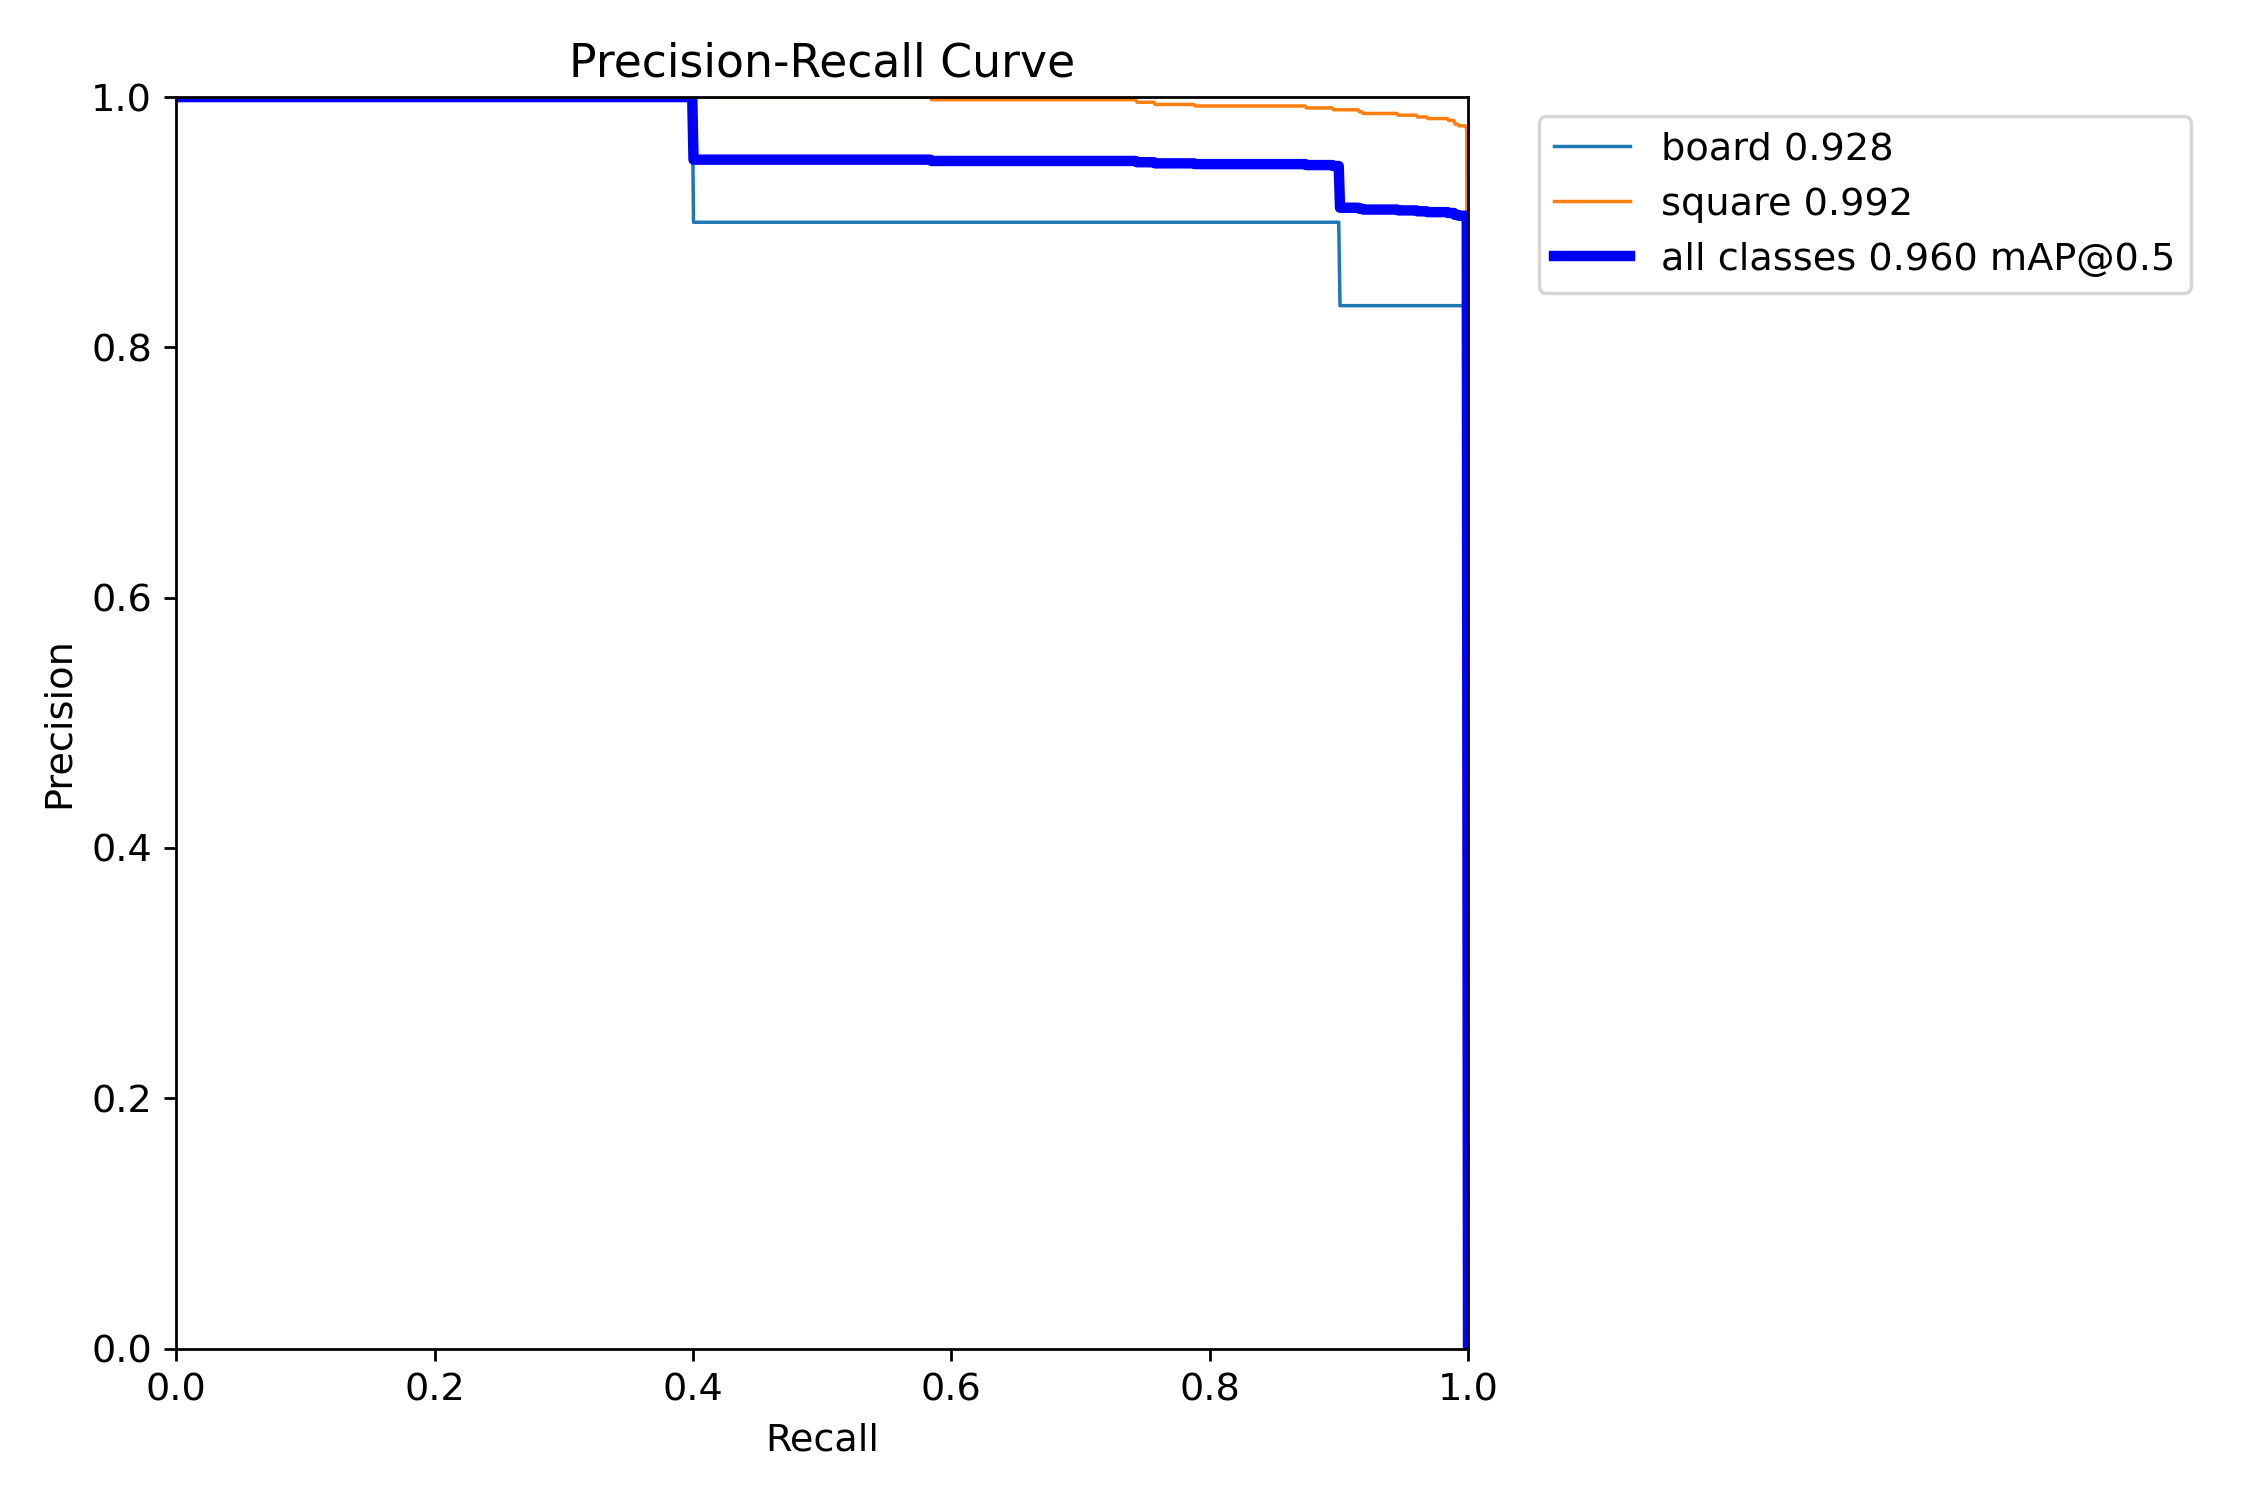 Precision-Recall Curve
1.0
0.8
0.6
0.4
0.2
0.0
Precision
0.0 0.2 0.4 0.6 0.8 1.0
Recall
board 0.928
square 0.992
all classes 0.960 mAP@0.5